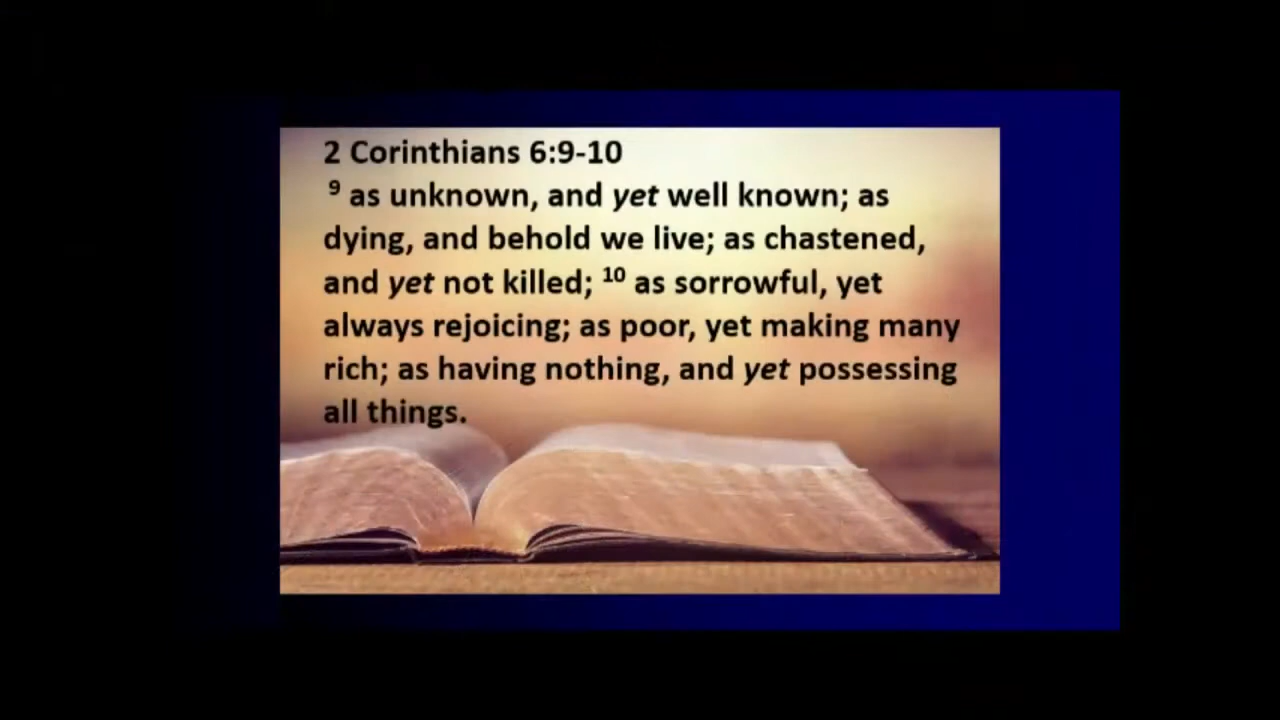 2 Corinthians 6:9-10
9 as unknown, and yet well known; as
dying, and behold we live; as chastened,
and yet not killed; 10 as sorrowful, yet
always rejoicing; as poor, yet making many
rich; as having nothing, and yet possessing
all things.